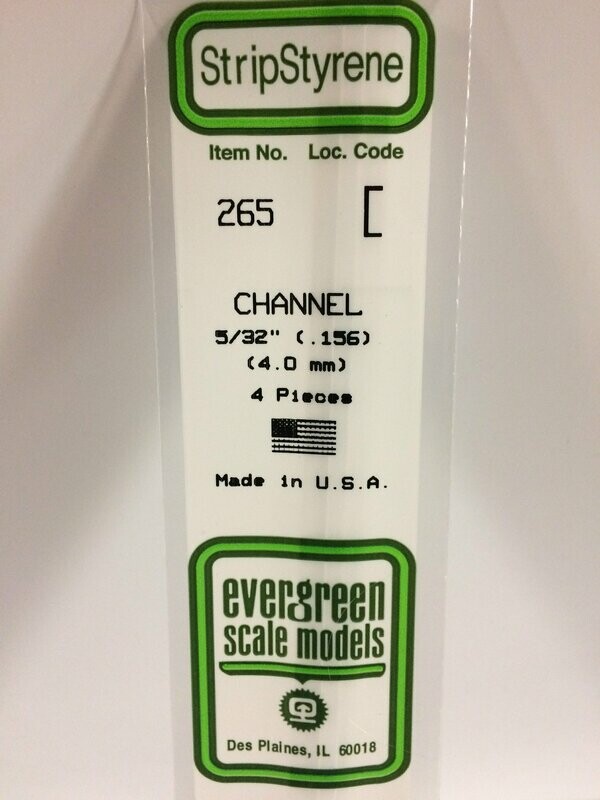 StripStyrene
Item No. Loc. Code
265 [
CHANNEL
5/32" (.156)
(4.0 mm)
4 Pieces
Made in U.S.A.
evergreen
scale models
Des Plaines, IL 60018